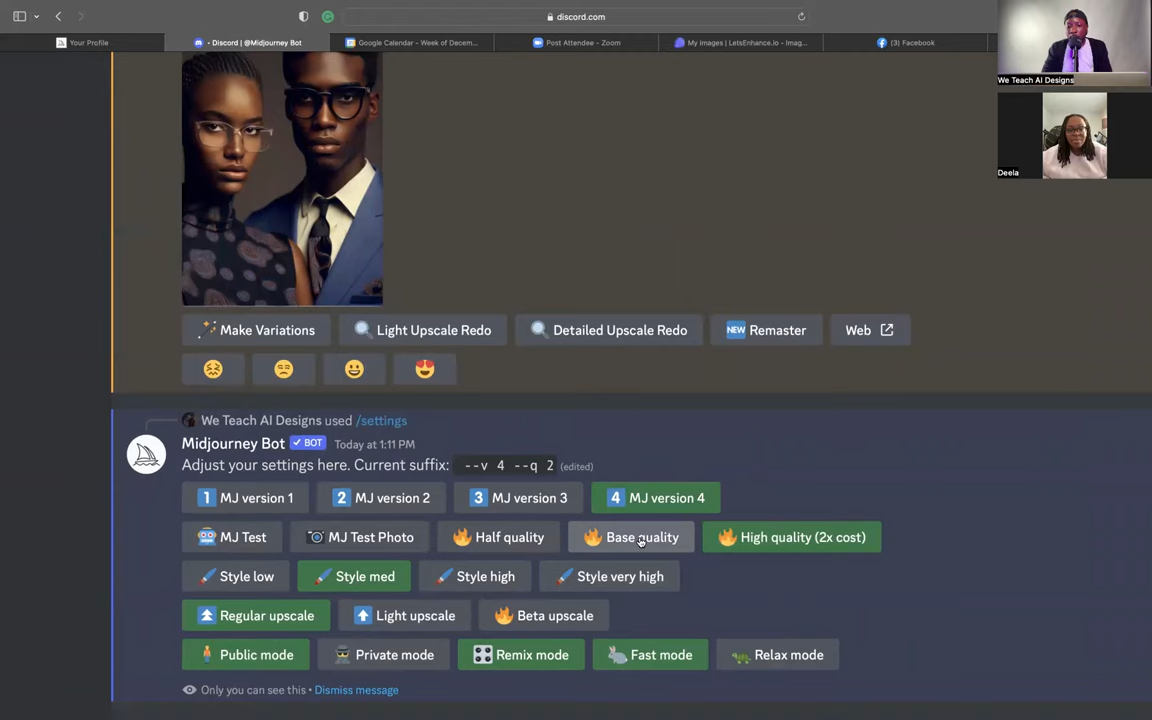 discord.com
Your Profile
• Discord | @Midjourney Bot
Google Calendar - Week of Decem...
Post Attendee - Zoom
My images | LetsEnhance.io - Imag...
(3) Facebook
We Teach AI Designs
Deela
Make Variations
Light Upscale Redo
Detailed Upscale Redo
NEW Remaster
Web
We Teach AI Designs used /settings
Midjourney Bot ✓ BOT Today at 1:11 PM
Adjust your settings here. Current suffix: --v 4 --q 2 (edited)
1 MJ version 1
2 MJ version 2
3 MJ version 3
4 MJ version 4
MJ Test
MJ Test Photo
Half quality
Base quality
High quality (2x cost)
Style low
Style med
Style high
Style very high
Regular upscale
Light upscale
Beta upscale
Public mode
Private mode
Remix mode
Fast mode
Relax mode
Only you can see this • Dismiss message